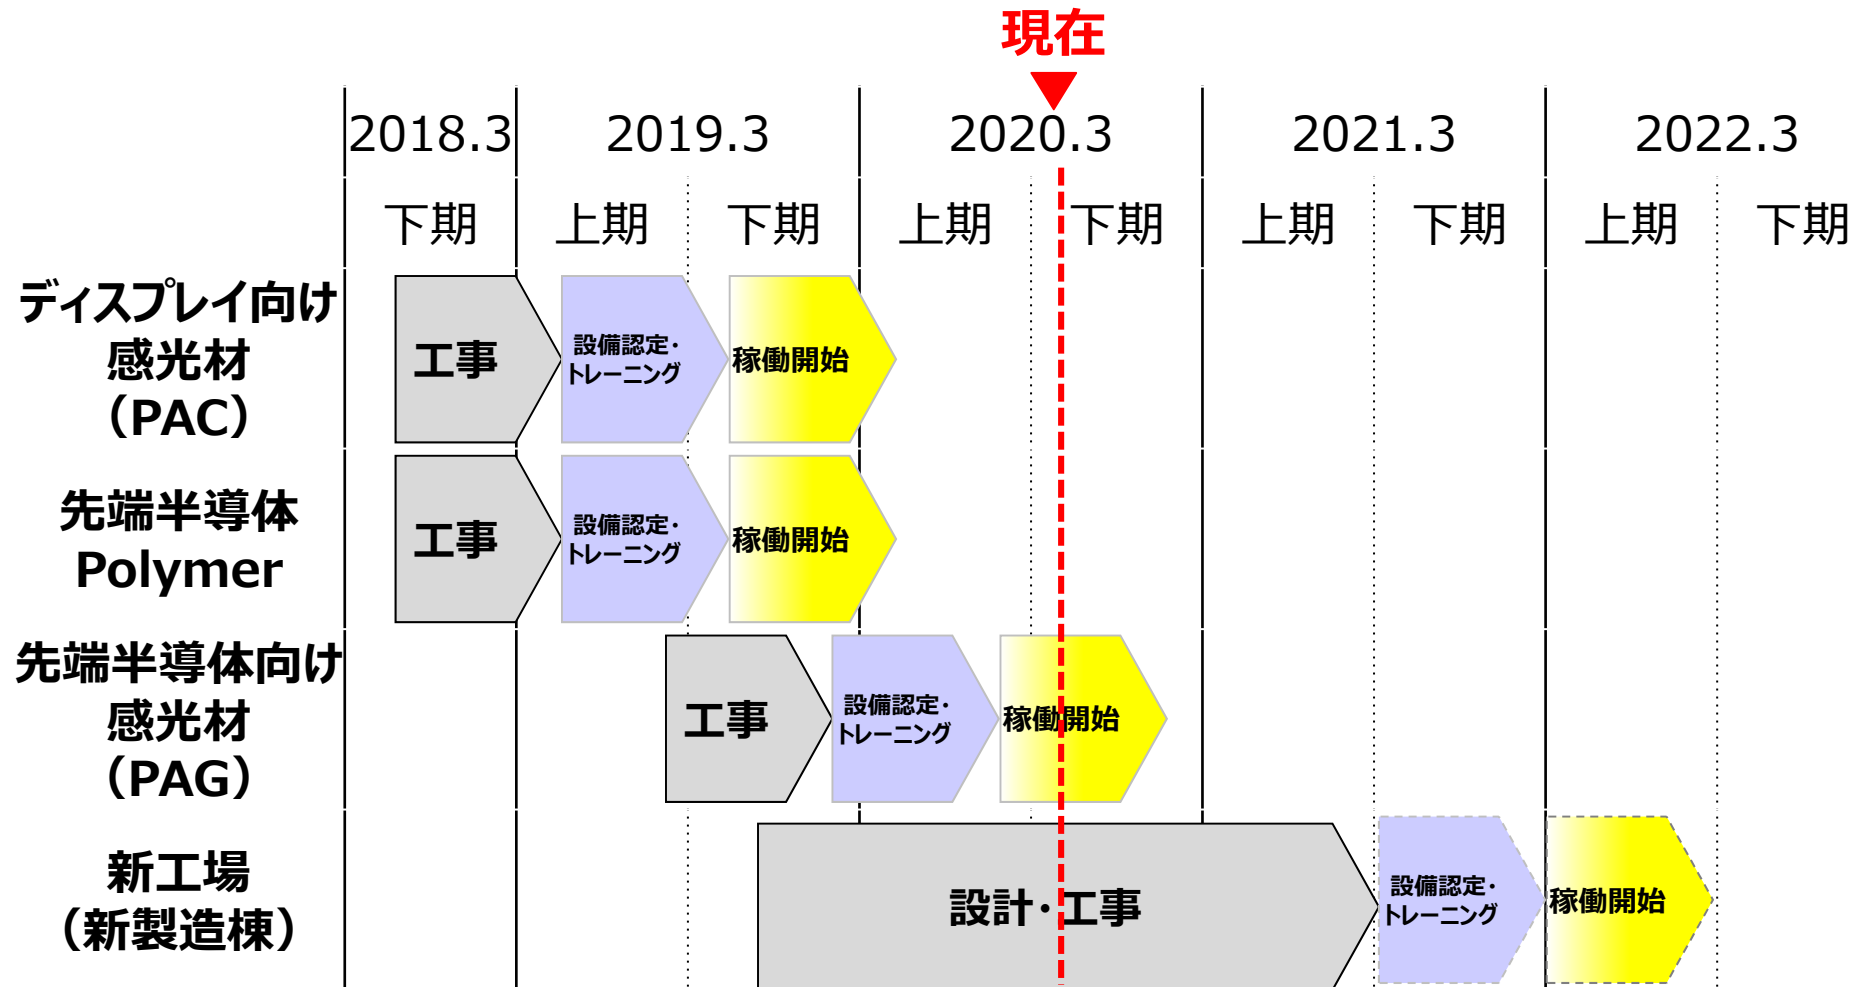 現在
2018.3 2019.3 2020.3 2021.3 2022.3
下期 上期 下期 上期 下期 上期 下期 上期 下期
ディスプレイ向け
感光材
（PAC）
工事
設備認定・
トレーニング
稼働開始
先端半導体
Polymer
工事
設備認定・
トレーニング
稼働開始
先端半導体向け
感光材
（PAG）
工事
設備認定・
トレーニング
稼働開始
新工場
（新製造棟）
設計・工事
設備認定・
トレーニング
稼働開始